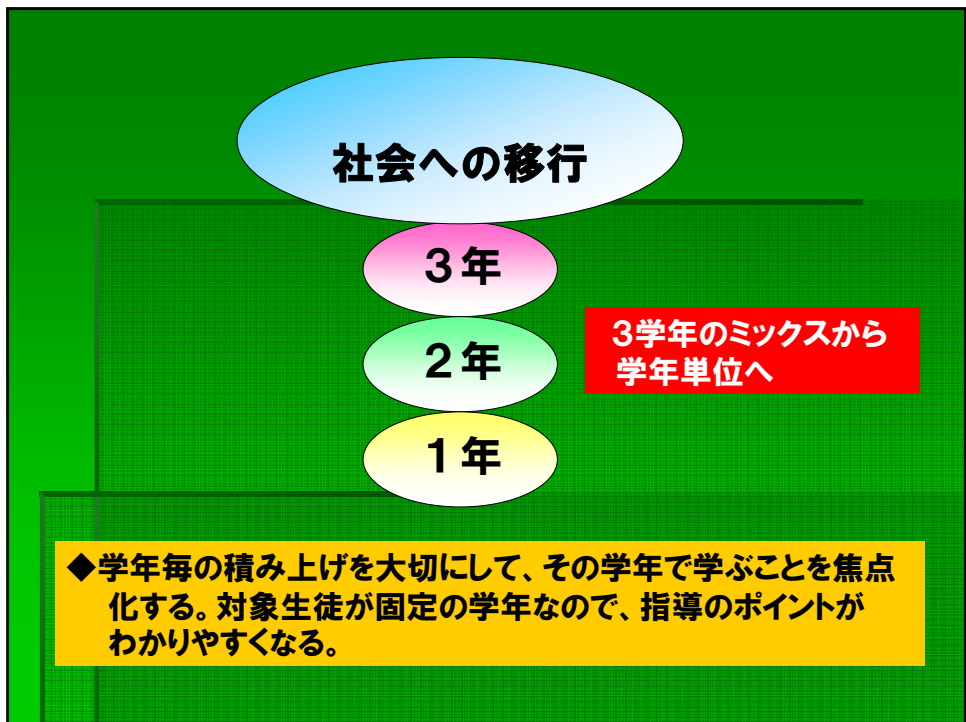 社会への移行
３年
２年
１年
３学年のミックスから
学年単位へ
◆学年毎の積み上げを大切にして、その学年で学ぶことを焦点
化する。対象生徒が固定の学年なので、指導のポイントが
わかりやすくなる。